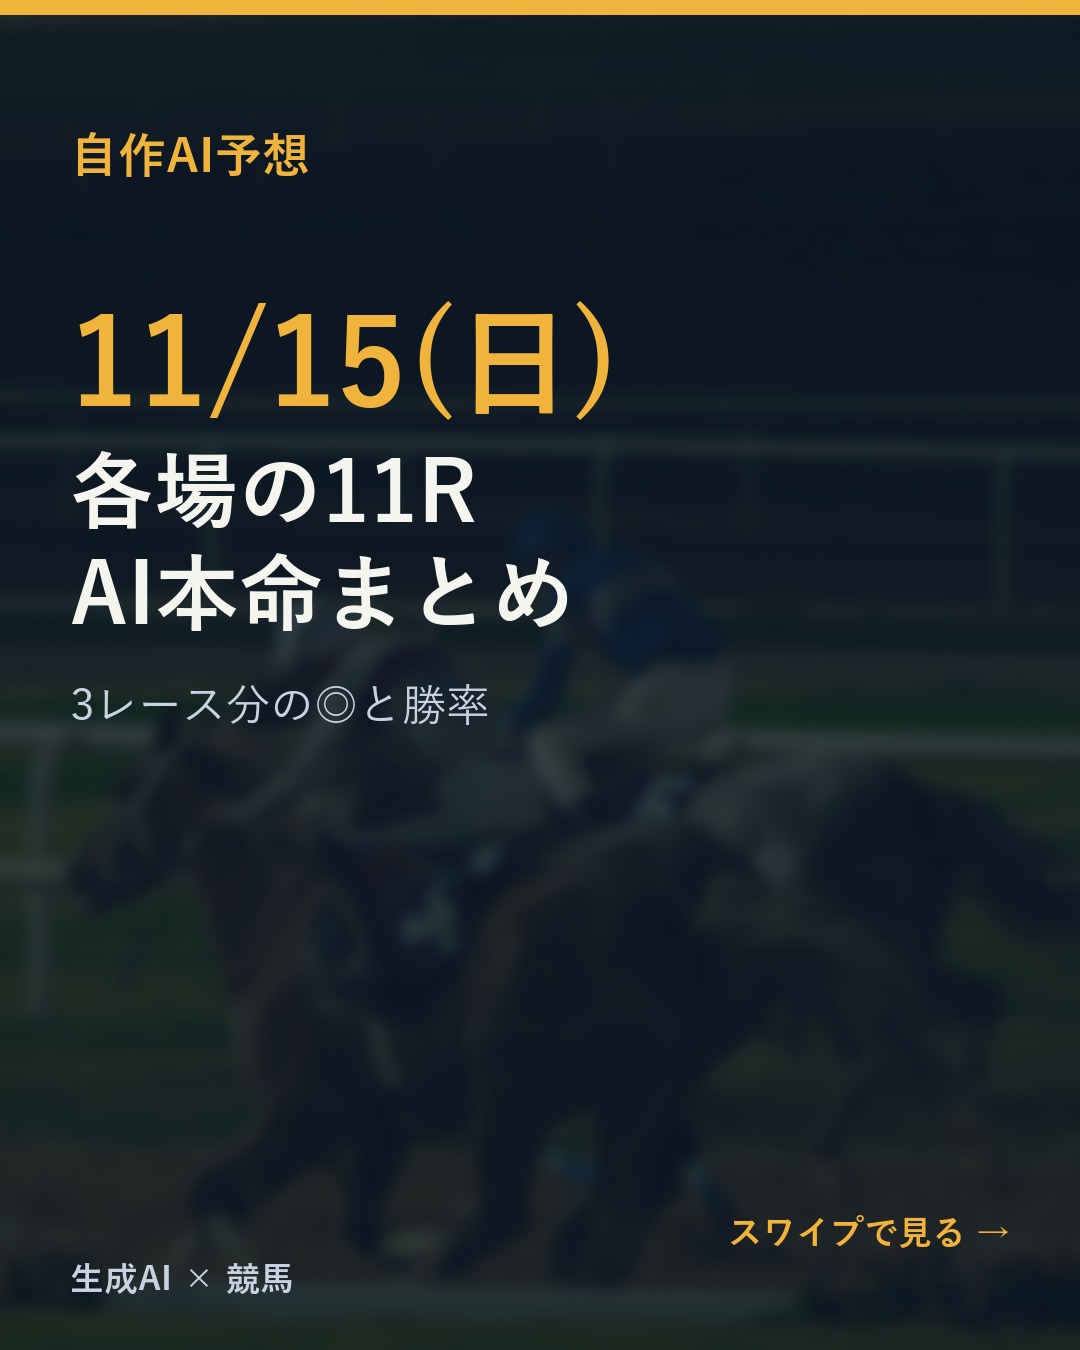 自作AI予想
11/15(日)
各場の11R
AI本命まとめ
3レース分の◎と勝率
スワイプで見る →
生成AI × 競馬